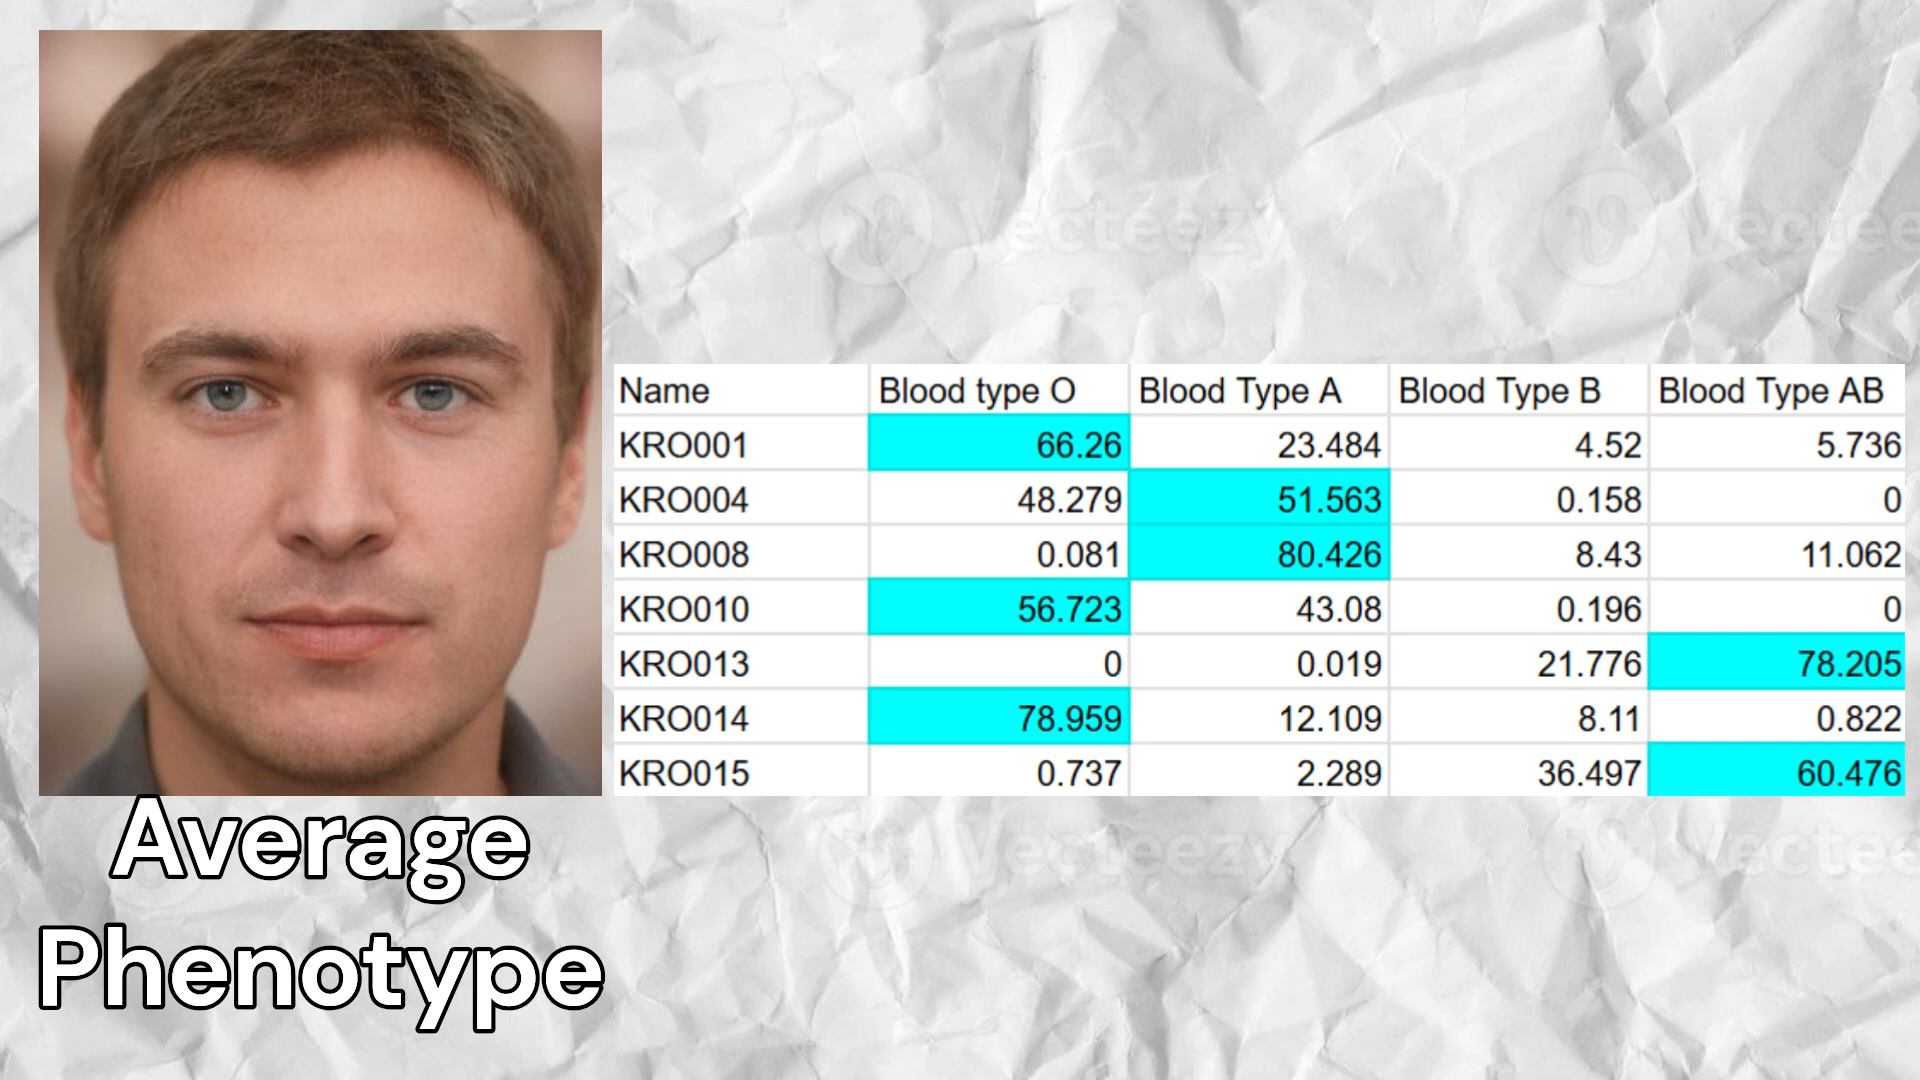 Name Blood type O Blood Type A Blood Type B Blood Type AB
KRO001 66.26 23.484 4.52 5.736
KRO004 48.279 51.563 0.158 0
KRO008 0.081 80.426 8.43 11.062
KRO010 56.723 43.08 0.196 0
KRO013 0 0.019 21.776 78.205
KRO014 78.959 12.109 8.11 0.822
KRO015 0.737 2.289 36.497 60.476
Average
Phenotype
Vecteezy
Vecteezy